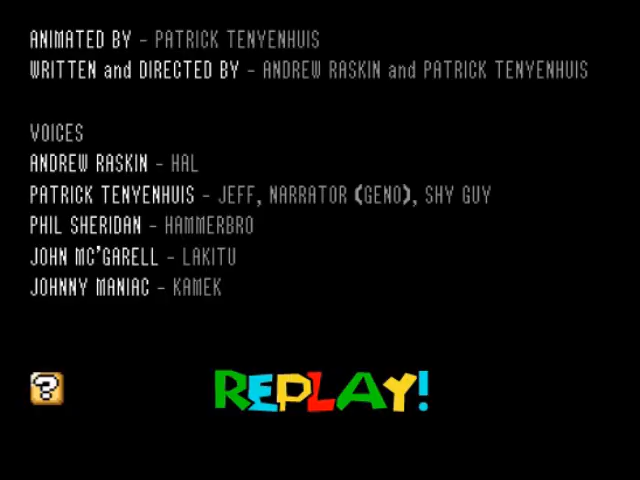 ANIMATED BY - PATRICK TENYENHUIS
WRITTEN and DIRECTED BY - ANDREW RASKIN and PATRICK TENYENHUIS
VOICES
ANDREW RASKIN - HAL
PATRICK TENYENHUIS - JEFF, NARRATOR (GENO), SHY GUY
PHIL SHERIDAN - HAMMERBRO
JOHN MC'GARELL - LAKITU
JOHNNY MANIAC - KAMEK
? REPLAY!